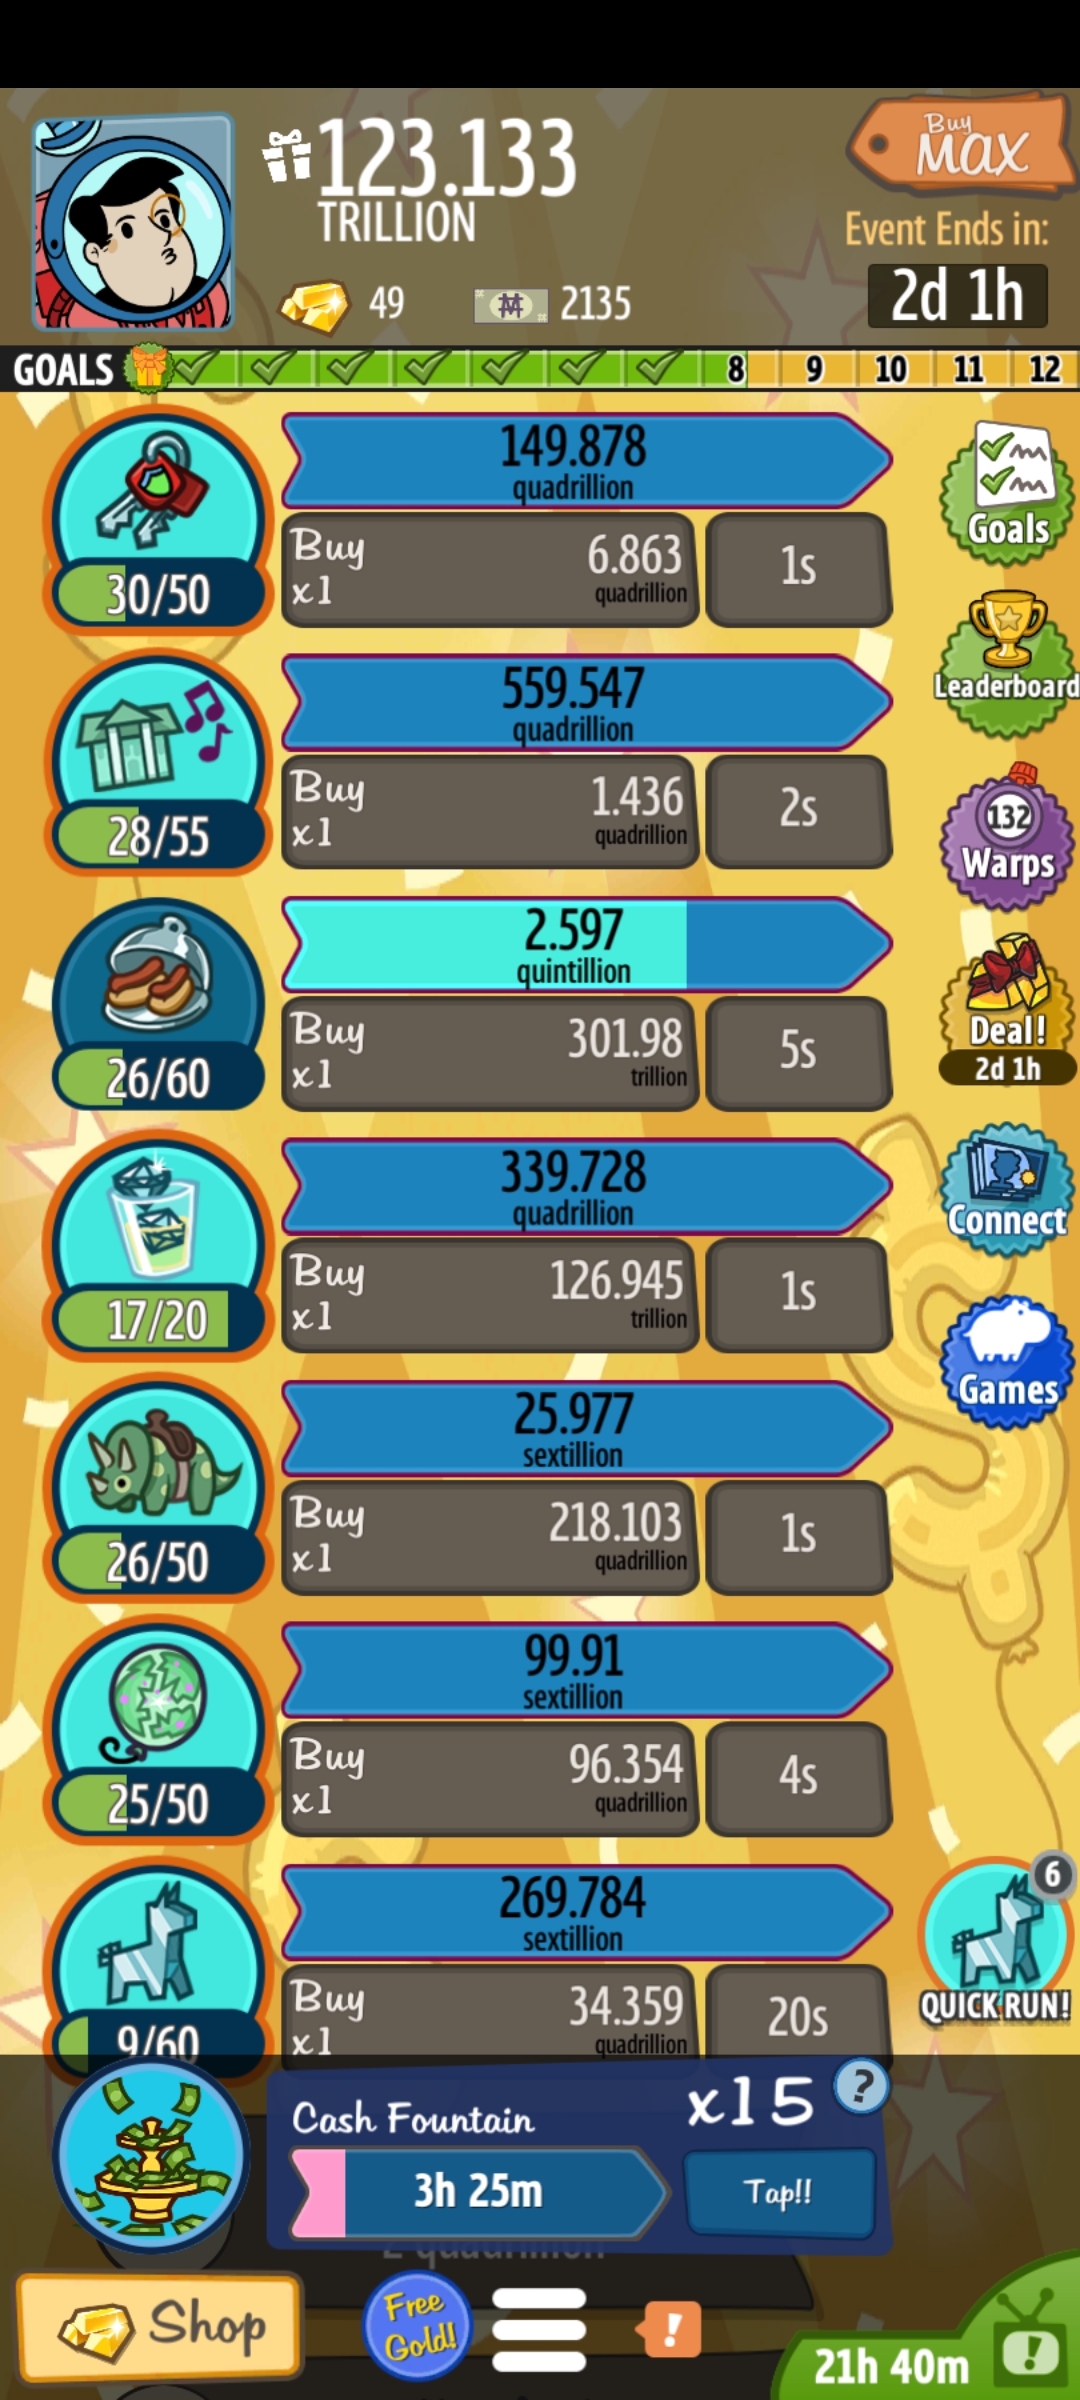 123.133
TRILLION
49
2135
Buy
MAX
Event Ends in:
2d 1h
GOALS
8
9
10
11
12
149.878
quadrillion
30/50
Buy
x1
6.863
quadrillion
1s
Goals
559.547
quadrillion
28/55
Buy
x1
1.436
quadrillion
2s
Leaderboard
2.597
quintillion
26/60
Buy
x1
301.98
trillion
5s
132
Warps
339.728
quadrillion
17/20
Buy
x1
126.945
trillion
1s
Deal!
2d 1h
Connect
Games
25.977
sextillion
26/50
Buy
x1
218.103
quadrillion
1s
99.91
sextillion
25/50
Buy
x1
96.354
quadrillion
4s
269.784
sextillion
9/60
Buy
x1
34.359
quadrillion
20s
6
QUICK RUN!
Cash Fountain
x15
?
3h 25m
Tap!!
2 quadrillion
Shop
Free
Gold!
!
21h 40m
!